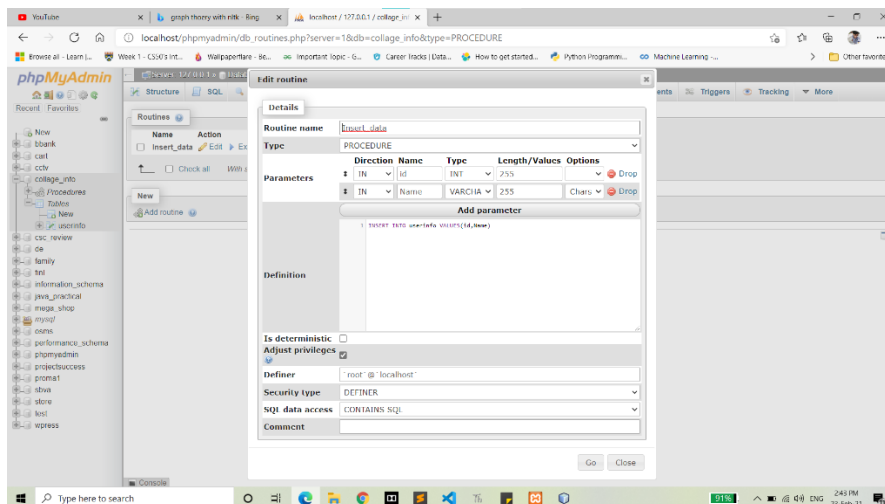 YouTube
graph thorry with nitk - Bing
localhost / 127.0.0.1 / collage_in
localhost/phpmyadmin/db_routines.php?server=1&db=collage_info&type=PROCEDURE
Browse all - Learn |...
Week 1 - CS50's Int...
Wallpaperflare - Be...
Important Topic - G...
Career Tracks | Data...
How to get started...
Python Programmi...
Machine Learning -...
Other favorite
phpMyAdmin
Recent Favorites
New
bbank
cart
cctv
collage_info
Procedures
Tables
New
userinfo
csc_review
de
family
information_schema
java_practical
mega_shop
mysql
osms
performance_schema
phpmyadmin
projectsuccess
sbva
store
test
wpress
Server: 127.0.0.1
Structure
SQL
Triggers
Tracking
More
Routines
Name Action
Insert_data Edit
Check all
New
Add routine
Edit routine
Details
Routine name Insert_data
Type PROCEDURE
Parameters
Direction Name Type Length/Values Options
IN id INT 255 Drop
IN Name VARCHA 255 Chars Drop
Add parameter
Definition
1 INSERT INTO userinfo VALUES(id,Name)
Is deterministic
Adjust privileges
Definer `root`@`localhost`
Security type DEFINER
SQL data access CONTAINS SQL
Comment
Go Close
Console
Type here to search
91%
ENG
2:43 PM